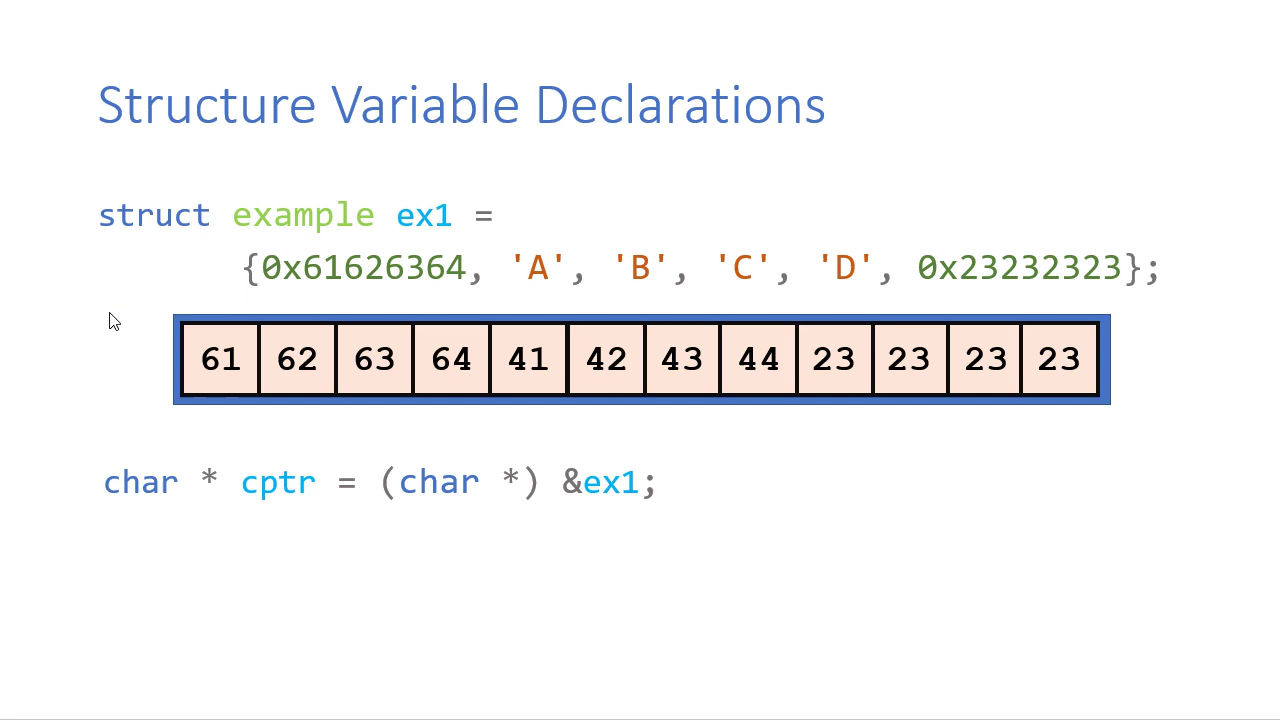 Structure Variable Declarations
struct example ex1 =
{0x61626364, 'A', 'B', 'C', 'D', 0x23232323};
61 62 63 64 41 42 43 44 23 23 23 23
char * cptr = (char *) &ex1;